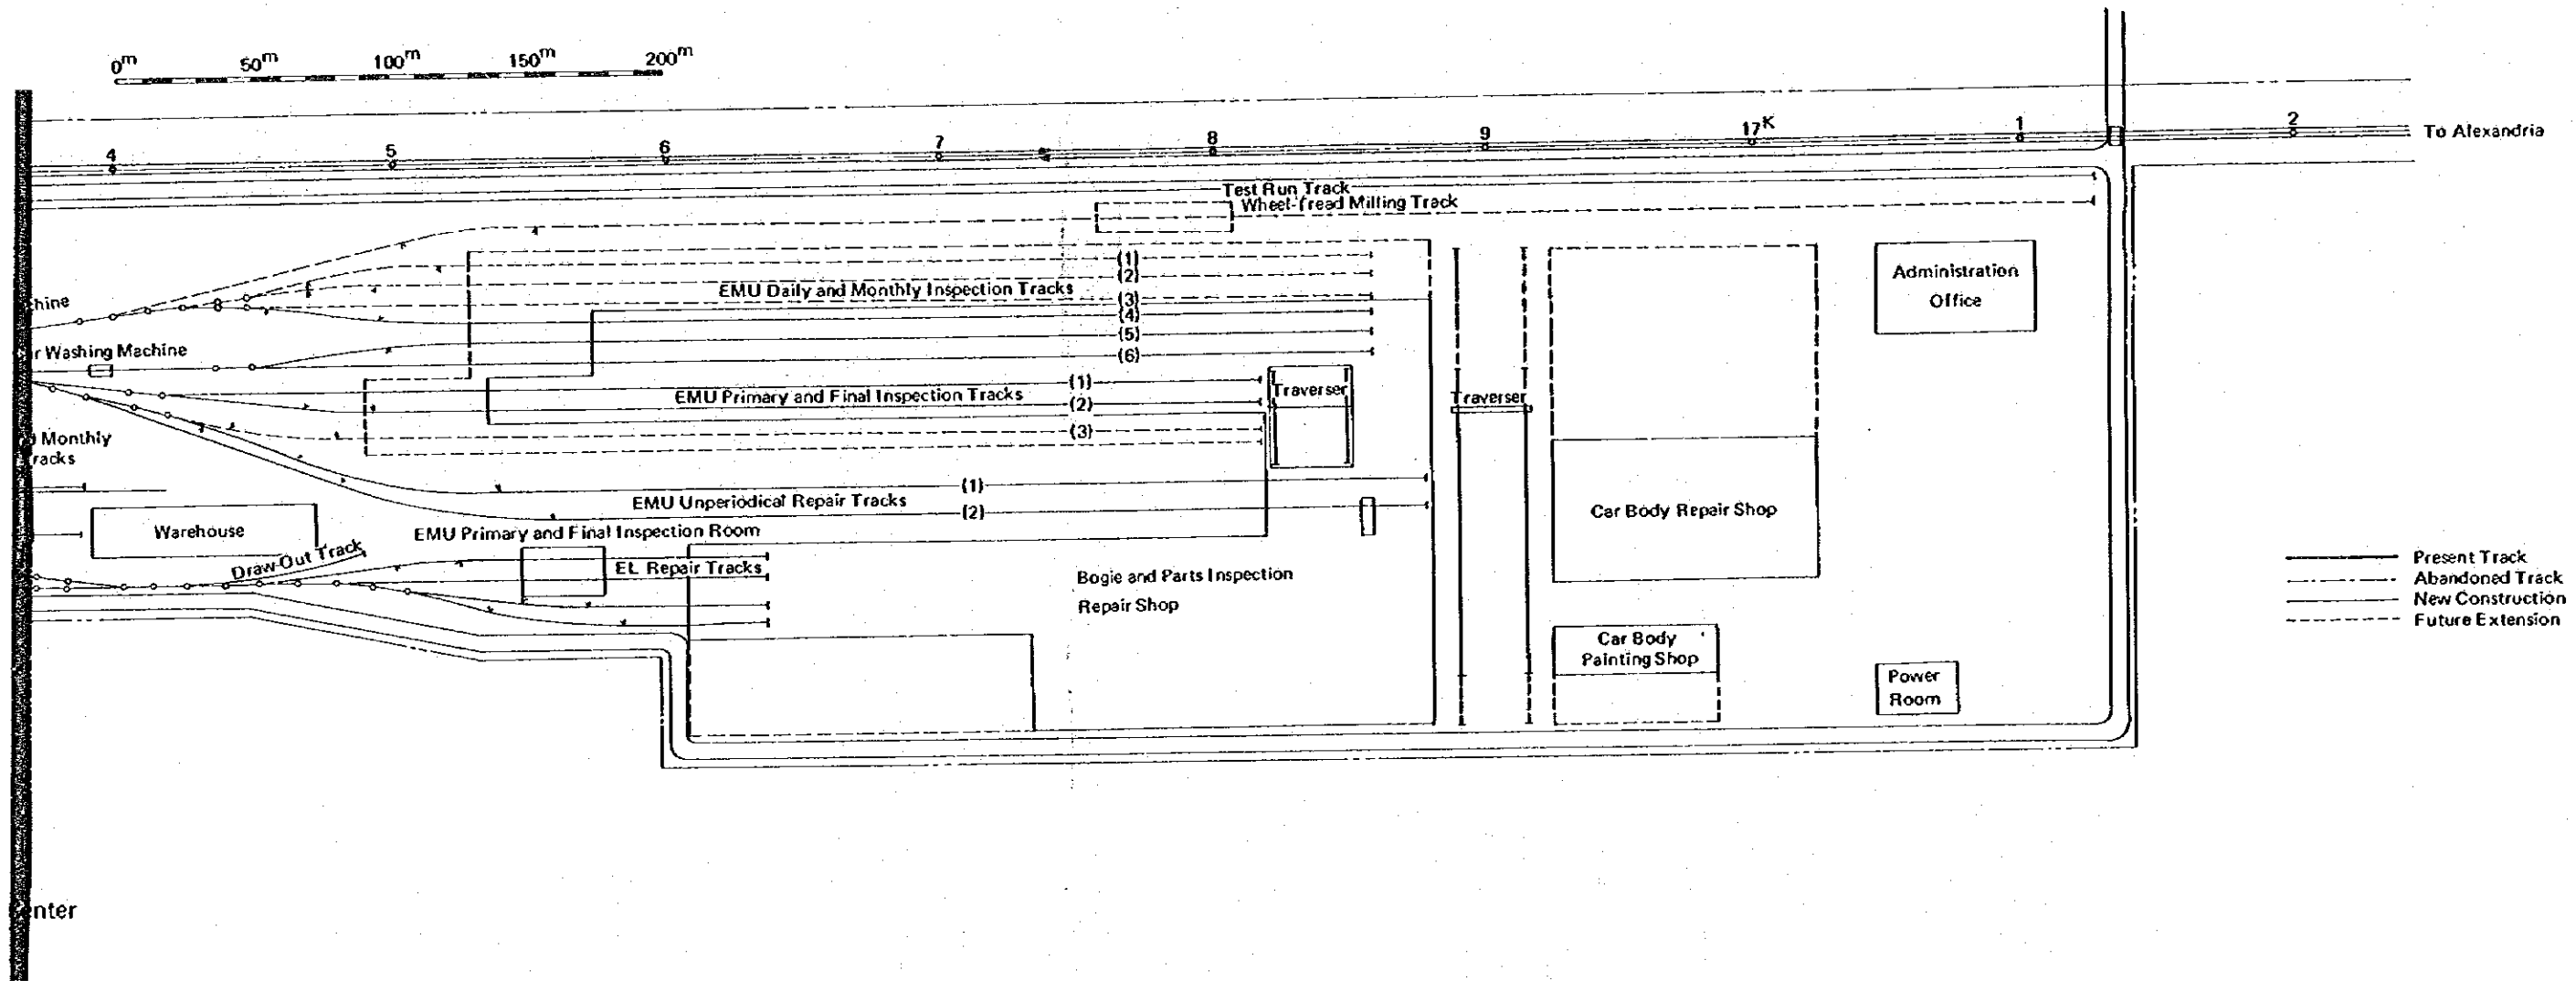 0m 50m 100m 150m 200m
4 5 6 7 8 9 17K 1 2
To Alexandria
Test Run Track
Wheel-Tread Milling Track
(1)
(2)
EMU Daily and Monthly Inspection Tracks
(3)
(4)
(5)
(6)
Administration
Office
hine
r Washing Machine
(1)
EMU Primary and Final Inspection Tracks
(2)
(3)
Traverser
Traverser
Monthly
racks
(1)
EMU Unperiodical Repair Tracks
(2)
Car Body Repair Shop
Warehouse
EMU Primary and Final Inspection Room
Draw-Out Track
EL Repair Tracks
Bogie and Parts Inspection
Repair Shop
Car Body
Painting Shop
Power
Room
Present Track
Abandoned Track
New Construction
Future Extension
enter